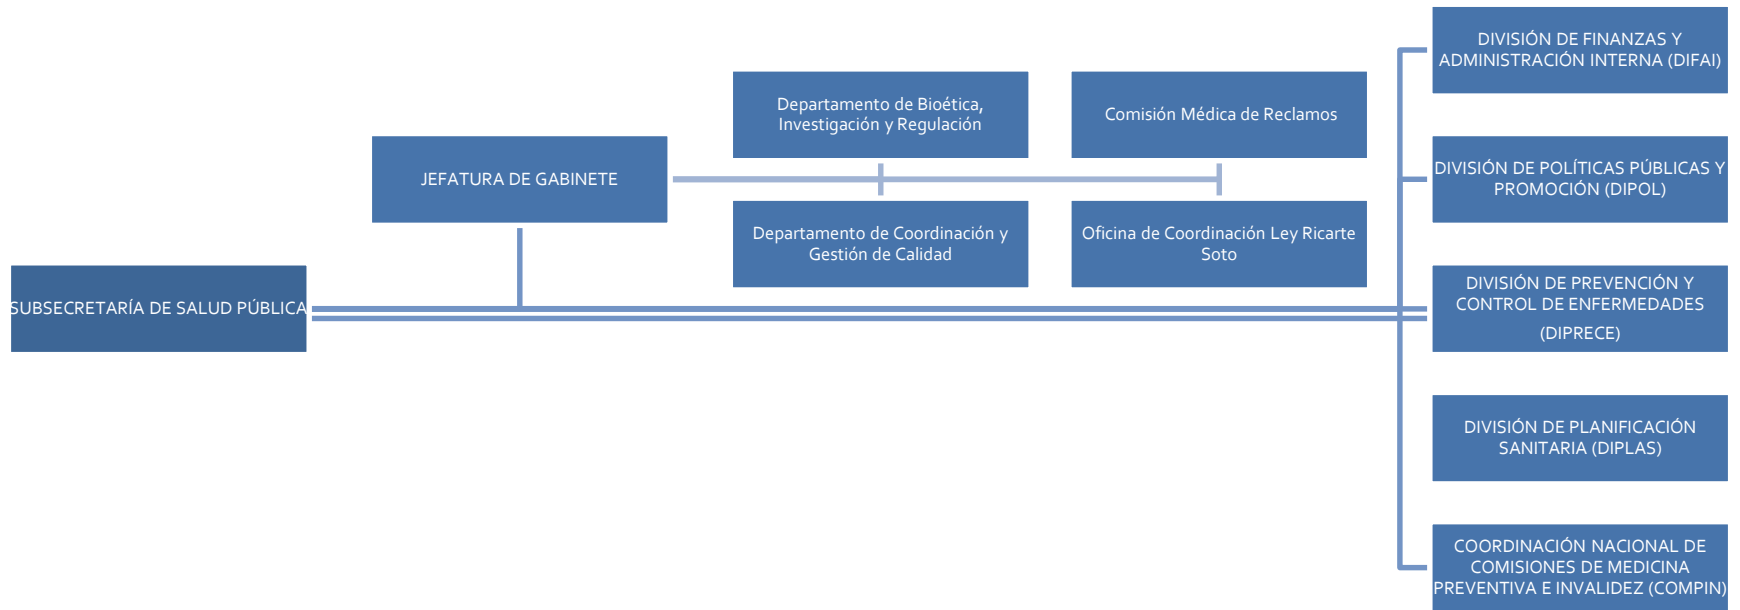 SUBSECRETARÍA DE SALUD PÚBLICA
JEFATURA DE GABINETE
Departamento de Bioética,
Investigación y Regulación
Comisión Médica de Reclamos
Departamento de Coordinación y
Gestión de Calidad
Oficina de Coordinación Ley Ricarte
Soto
DIVISIÓN DE FINANZAS Y
ADMINISTRACIÓN INTERNA (DIFAI)
DIVISIÓN DE POLÍTICAS PÚBLICAS Y
PROMOCIÓN (DIPOL)
DIVISIÓN DE PREVENCIÓN Y
CONTROL DE ENFERMEDADES
(DIPRECE)
DIVISIÓN DE PLANIFICACIÓN
SANITARIA (DIPLAS)
COORDINACIÓN NACIONAL DE
COMISIONES DE MEDICINA
PREVENTIVA E INVALIDEZ (COMPIN)